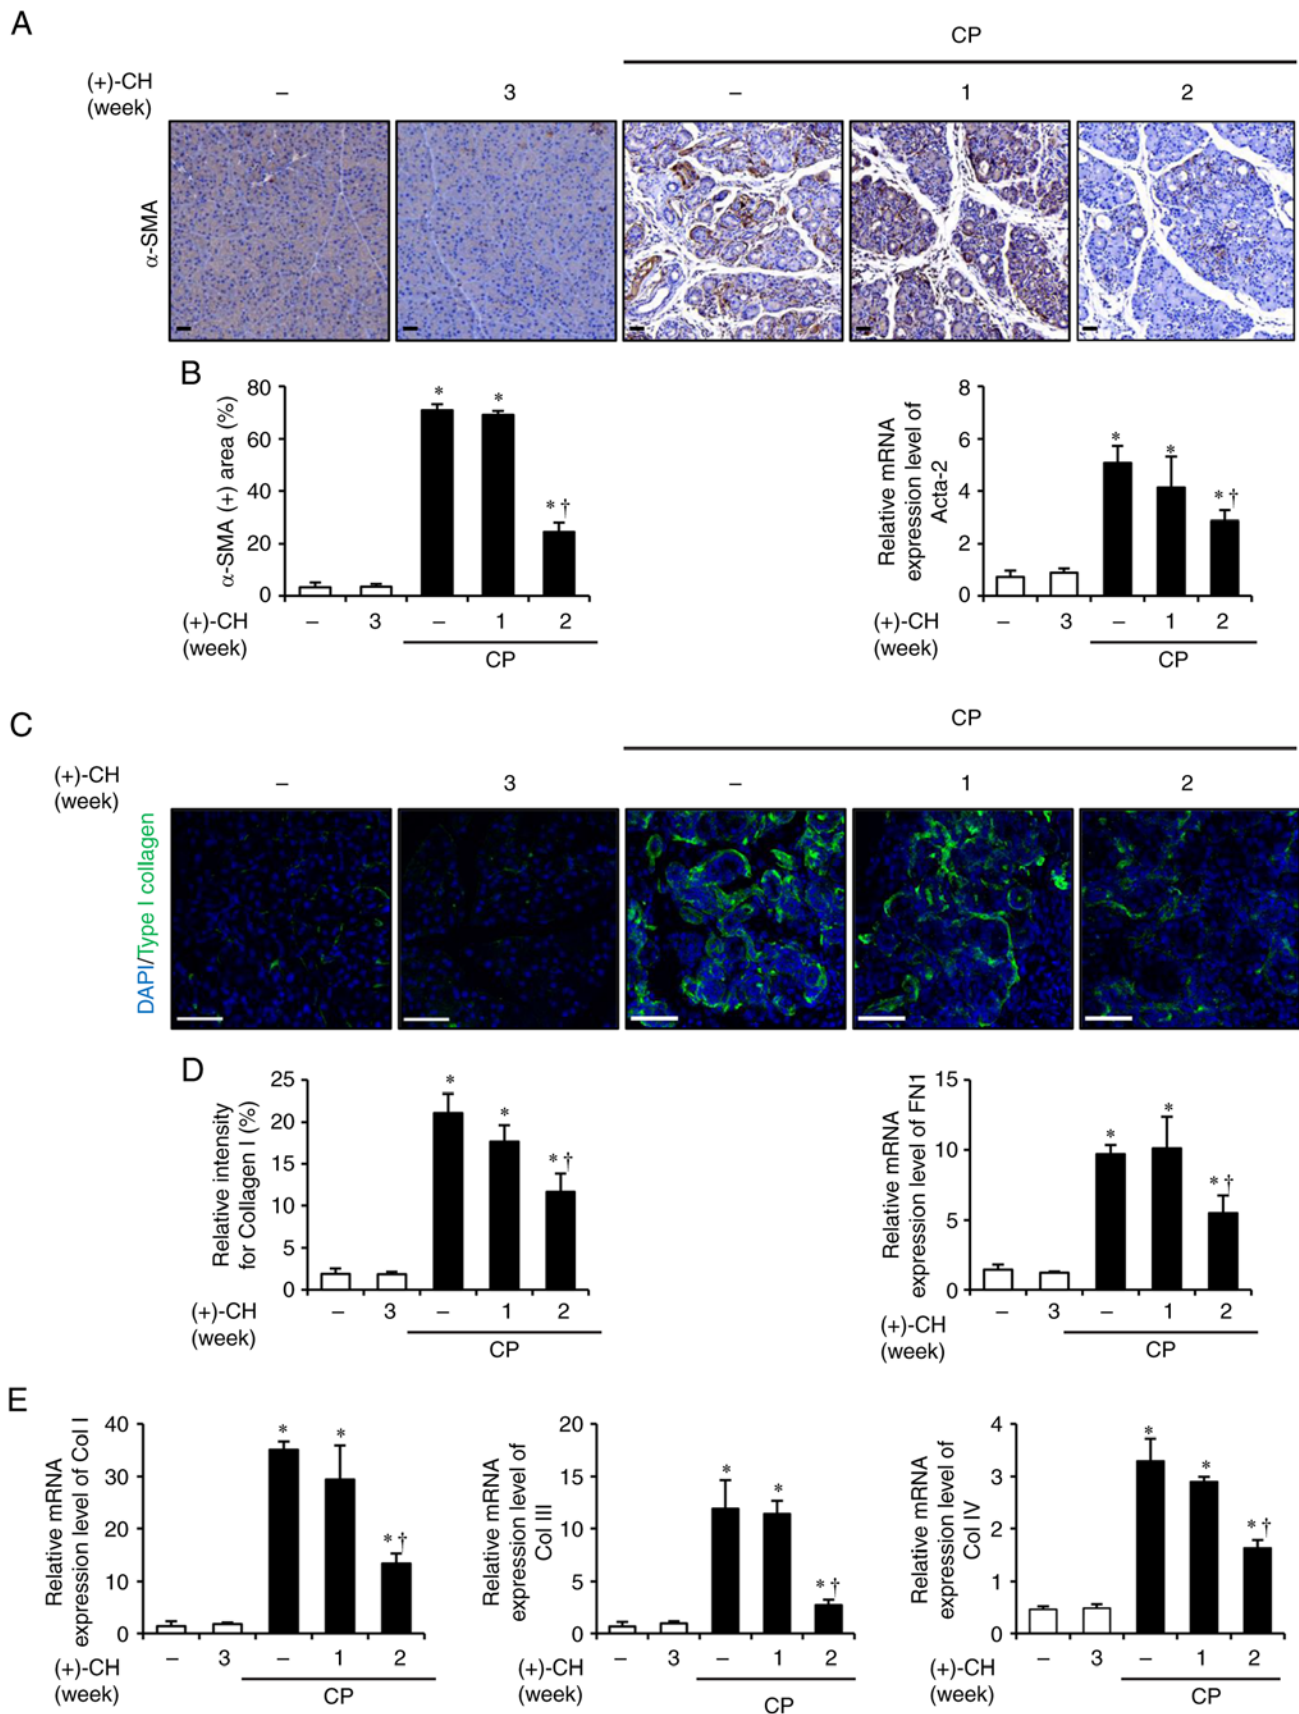 A
CP
(+)-CH
(week)
– 3 – 1 2
α-SMA
B
α-SMA (+) area (%)
80
60
40
20
0
* * *†
(+)-CH
(week)
– 3 – 1 2
CP
Relative mRNA
expression level of
Acta-2
8
6
4
2
0
* * *†
(+)-CH
(week)
– 3 – 1 2
CP
C
CP
(+)-CH
(week)
– 3 – 1 2
DAPI/Type I collagen
D
Relative intensity
for Collagen I (%)
25
20
15
10
5
0
* * *†
(+)-CH
(week)
– 3 – 1 2
CP
Relative mRNA
expression level of FN1
15
10
5
0
* * *†
(+)-CH
(week)
– 3 – 1 2
CP
E
Relative mRNA
expression level of Col I
40
30
20
10
0
* * *†
(+)-CH
(week)
– 3 – 1 2
CP
Relative mRNA
expression level of
Col III
20
15
10
5
0
* * *†
(+)-CH
(week)
– 3 – 1 2
CP
Relative mRNA
expression level of
Col IV
4
3
2
1
0
* * *†
(+)-CH
(week)
– 3 – 1 2
CP